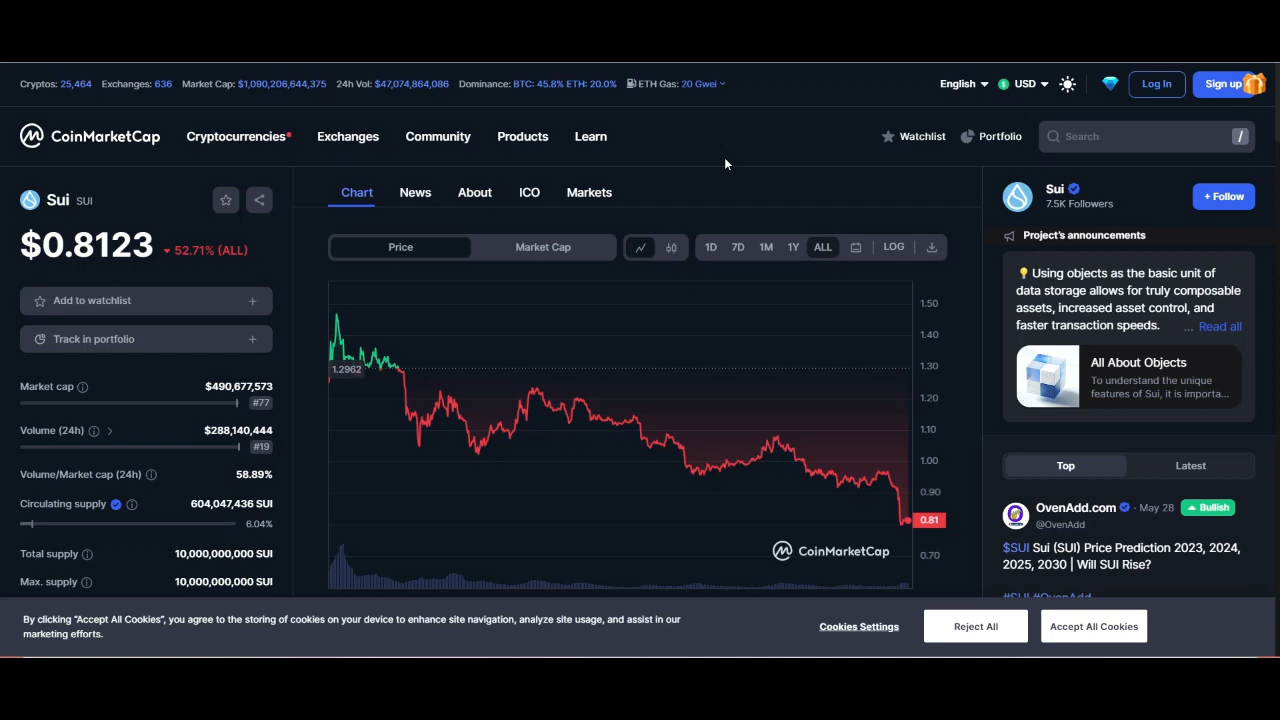 Cryptos: 25,464 Exchanges: 636 Market Cap: $1,090,206,644,375 24h Vol: $47,074,864,086 Dominance: BTC: 45.8% ETH: 20.0% ETH Gas: 20 Gwei
English USD Log In Sign up
CoinMarketCap Cryptocurrencies Exchanges Community Products Learn
Watchlist Portfolio Search /
Sui SUI
$0.8123 52.71% (ALL)
Add to watchlist +
Track in portfolio +
Market cap $490,677,573
#77
Volume (24h) $288,140,444
#19
Volume/Market cap (24h) 58.89%
Circulating supply 604,047,436 SUI
6.04%
Total supply 10,000,000,000 SUI
Max. supply 10,000,000,000 SUI
Chart News About ICO Markets
Price Market Cap 1D 7D 1M 1Y ALL LOG
1.50
1.40
1.30
1.20
1.10
1.00
0.90
0.81
0.70
1.2962
CoinMarketCap
Sui
7.5K Followers
+ Follow
Project's announcements
Using objects as the basic unit of
data storage allows for truly composable
assets, increased asset control, and
faster transaction speeds. ... Read all
All About Objects
To understand the unique
features of Sui, it is importa...
Top Latest
OvenAdd.com · May 28 Bullish
@OvenAdd
$SUI Sui (SUI) Price Prediction 2023, 2024,
2025, 2030 | Will SUI Rise?
#SUI #OvenAdd
By clicking “Accept All Cookies”, you agree to the storing of cookies on your device to enhance site navigation, analyze site usage, and assist in our
marketing efforts.
Cookies Settings Reject All Accept All Cookies